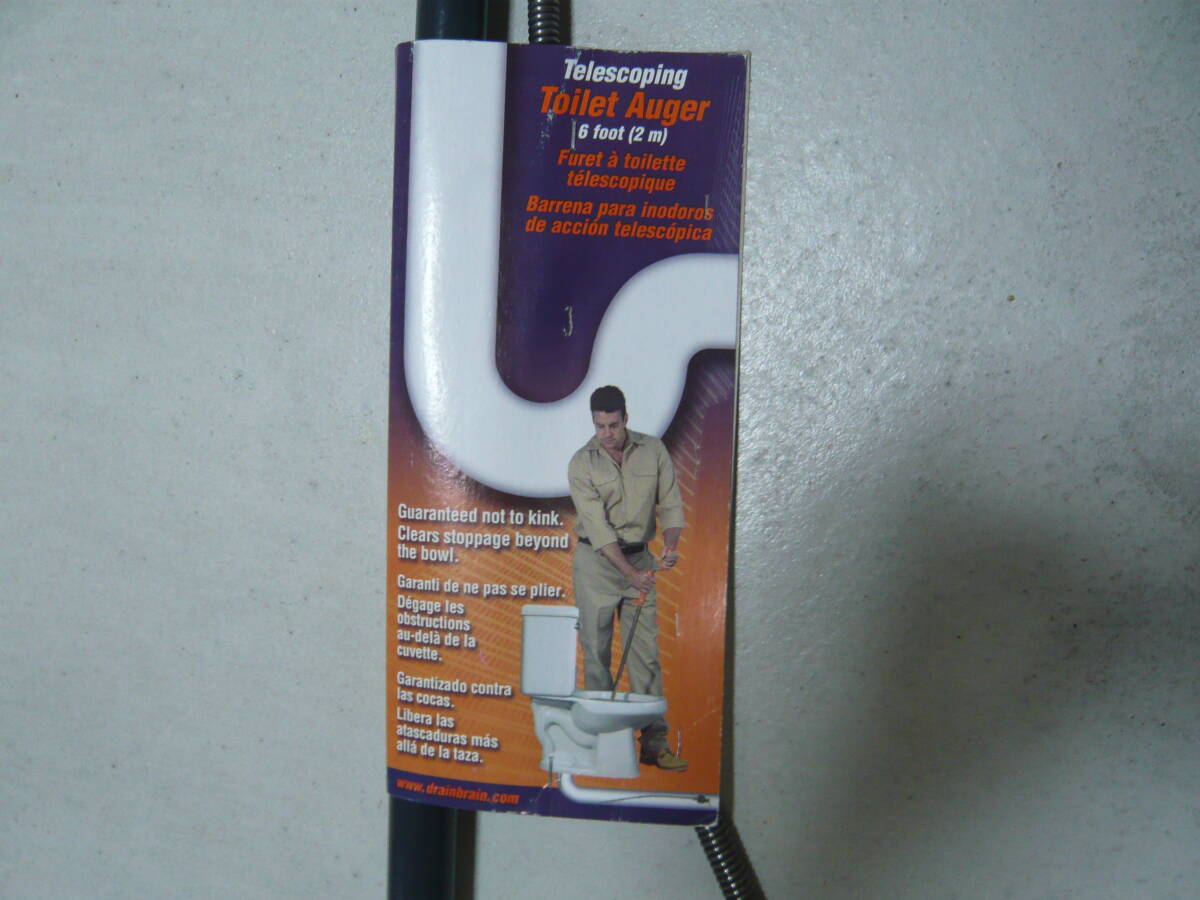 Telescoping
Toilet Auger
6 foot (2 m)
Furet à toilette
télescopique
Barrena para inodoros
de acción telescópica
Guaranteed not to kink.
Clears stoppage beyond
the bowl.
Garanti de ne pas se plier.
Dégage les
obstructions
au-delà de la
cuvette.
Garantizado contra
las cocas.
Libera las
atascaduras más
allá de la taza.
www.drainbrain.com